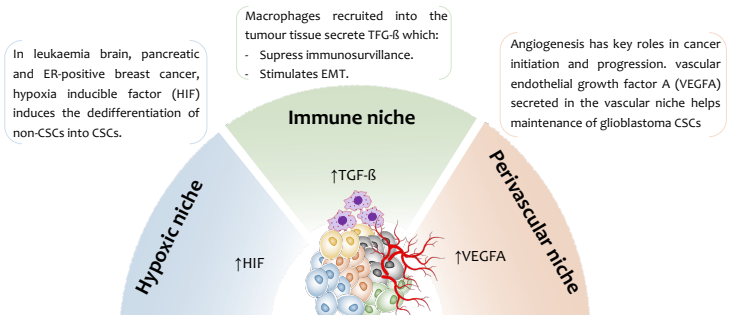 Macrophages recruited into the
tumour tissue secrete TFG-ß which:
- Supress immunosurvillance.
- Stimulates EMT.
In leukaemia brain, pancreatic
and ER-positive breast cancer,
hypoxia inducible factor (HIF)
induces the dedifferentiation of
non-CSCs into CSCs.
Angiogenesis has key roles in cancer
initiation and progression. vascular
endothelial growth factor A (VEGFA)
secreted in the vascular niche helps
maintenance of glioblastoma CSCs
Immune niche
↑TGF-ß
Hypoxic niche
↑HIF
Perivascular niche
↑VEGFA